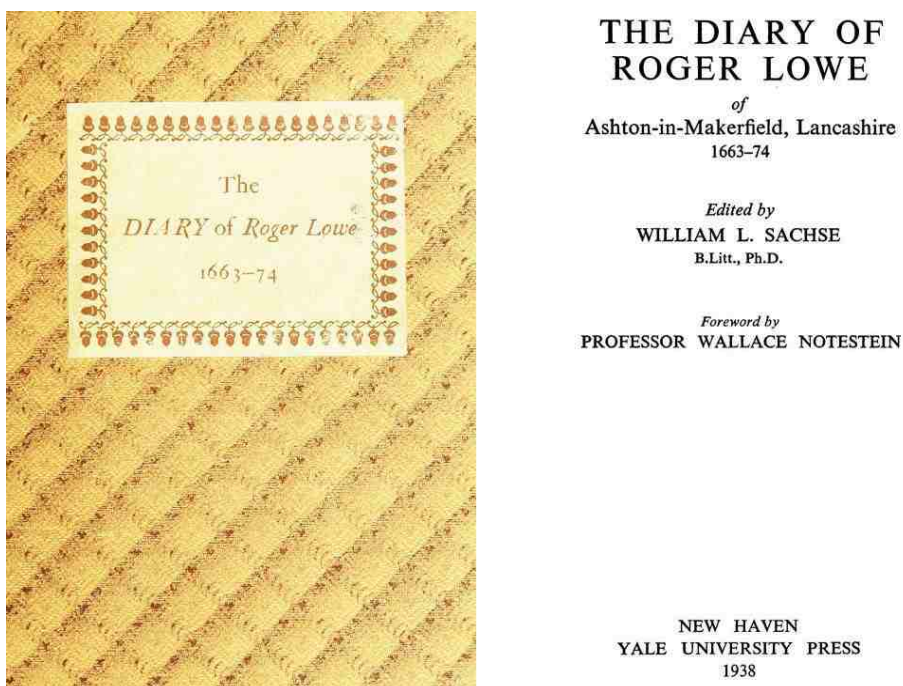 The
DIARY of Roger Lowe
1663–74
THE DIARY OF
ROGER LOWE
of
Ashton-in-Makerfield, Lancashire
1663–74
Edited by
WILLIAM L. SACHSE
B.Litt., Ph.D.
Foreword by
PROFESSOR WALLACE NOTESTEIN
NEW HAVEN
YALE UNIVERSITY PRESS
1938